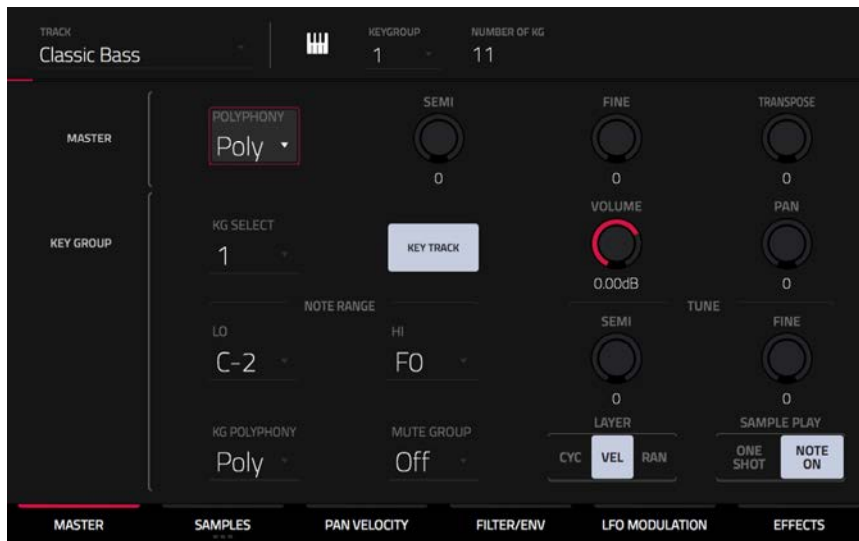 TRACK
Classic Bass
KEYGROUP
1
NUMBER OF KG
11
MASTER
POLYPHONY
Poly
SEMI
0
FINE
0
TRANSPOSE
0
KEY GROUP
KG SELECT
1
KEY TRACK
VOLUME
0.00dB
PAN
0
NOTE RANGE
LO
C-2
HI
F0
TUNE
SEMI
0
FINE
0
KG POLYPHONY
Poly
MUTE GROUP
Off
LAYER
CYC VEL RAN
SAMPLE PLAY
ONE
SHOT
NOTE
ON
MASTER SAMPLES PAN VELOCITY FILTER/ENV LFO MODULATION EFFECTS